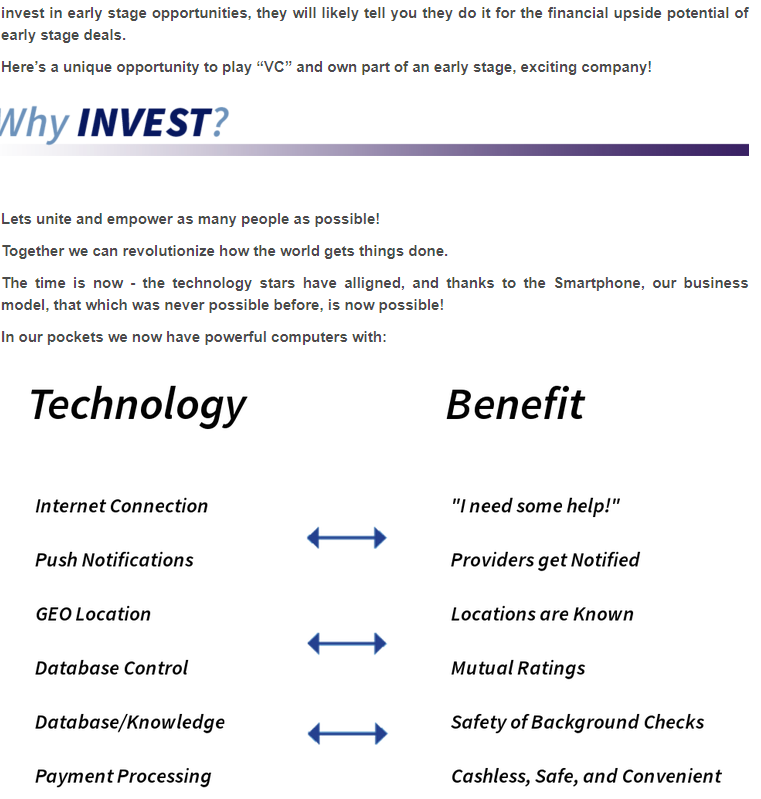 invest in early stage opportunities, they will likely tell you they do it for the financial upside potential of
early stage deals.
Here’s a unique opportunity to play “VC” and own part of an early stage, exciting company!
Why INVEST?
Lets unite and empower as many people as possible!
Together we can revolutionize how the world gets things done.
The time is now - the technology stars have alligned, and thanks to the Smartphone, our business
model, that which was never possible before, is now possible!
In our pockets we now have powerful computers with:
Technology Benefit
Internet Connection "I need some help!"
Push Notifications Providers get Notified
GEO Location Locations are Known
Database Control Mutual Ratings
Database/Knowledge Safety of Background Checks
Payment Processing Cashless, Safe, and Convenient